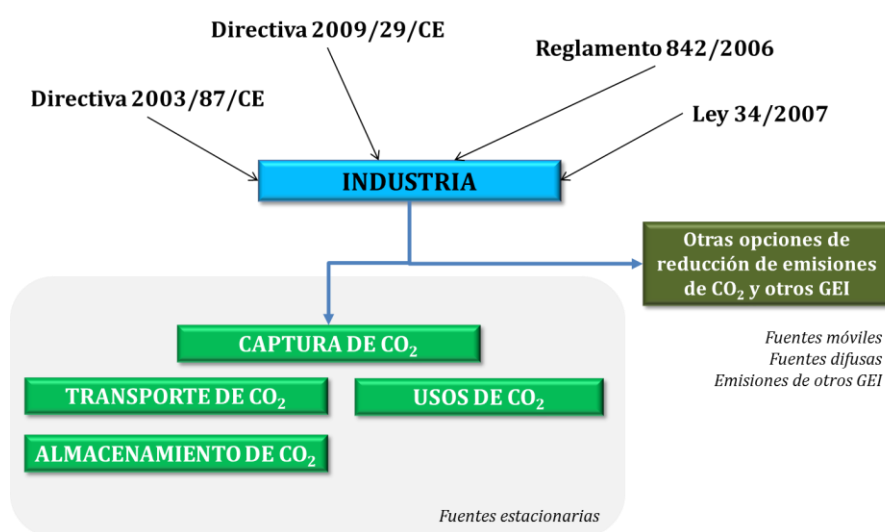 Directiva 2009/29/CE
Reglamento 842/2006
Directiva 2003/87/CE
Ley 34/2007
INDUSTRIA
Otras opciones de
reducción de emisiones
de CO₂ y otros GEI
Fuentes móviles
Fuentes difusas
Emisiones de otros GEI
CAPTURA DE CO₂
TRANSPORTE DE CO₂
USOS DE CO₂
ALMACENAMIENTO DE CO₂
Fuentes estacionarias